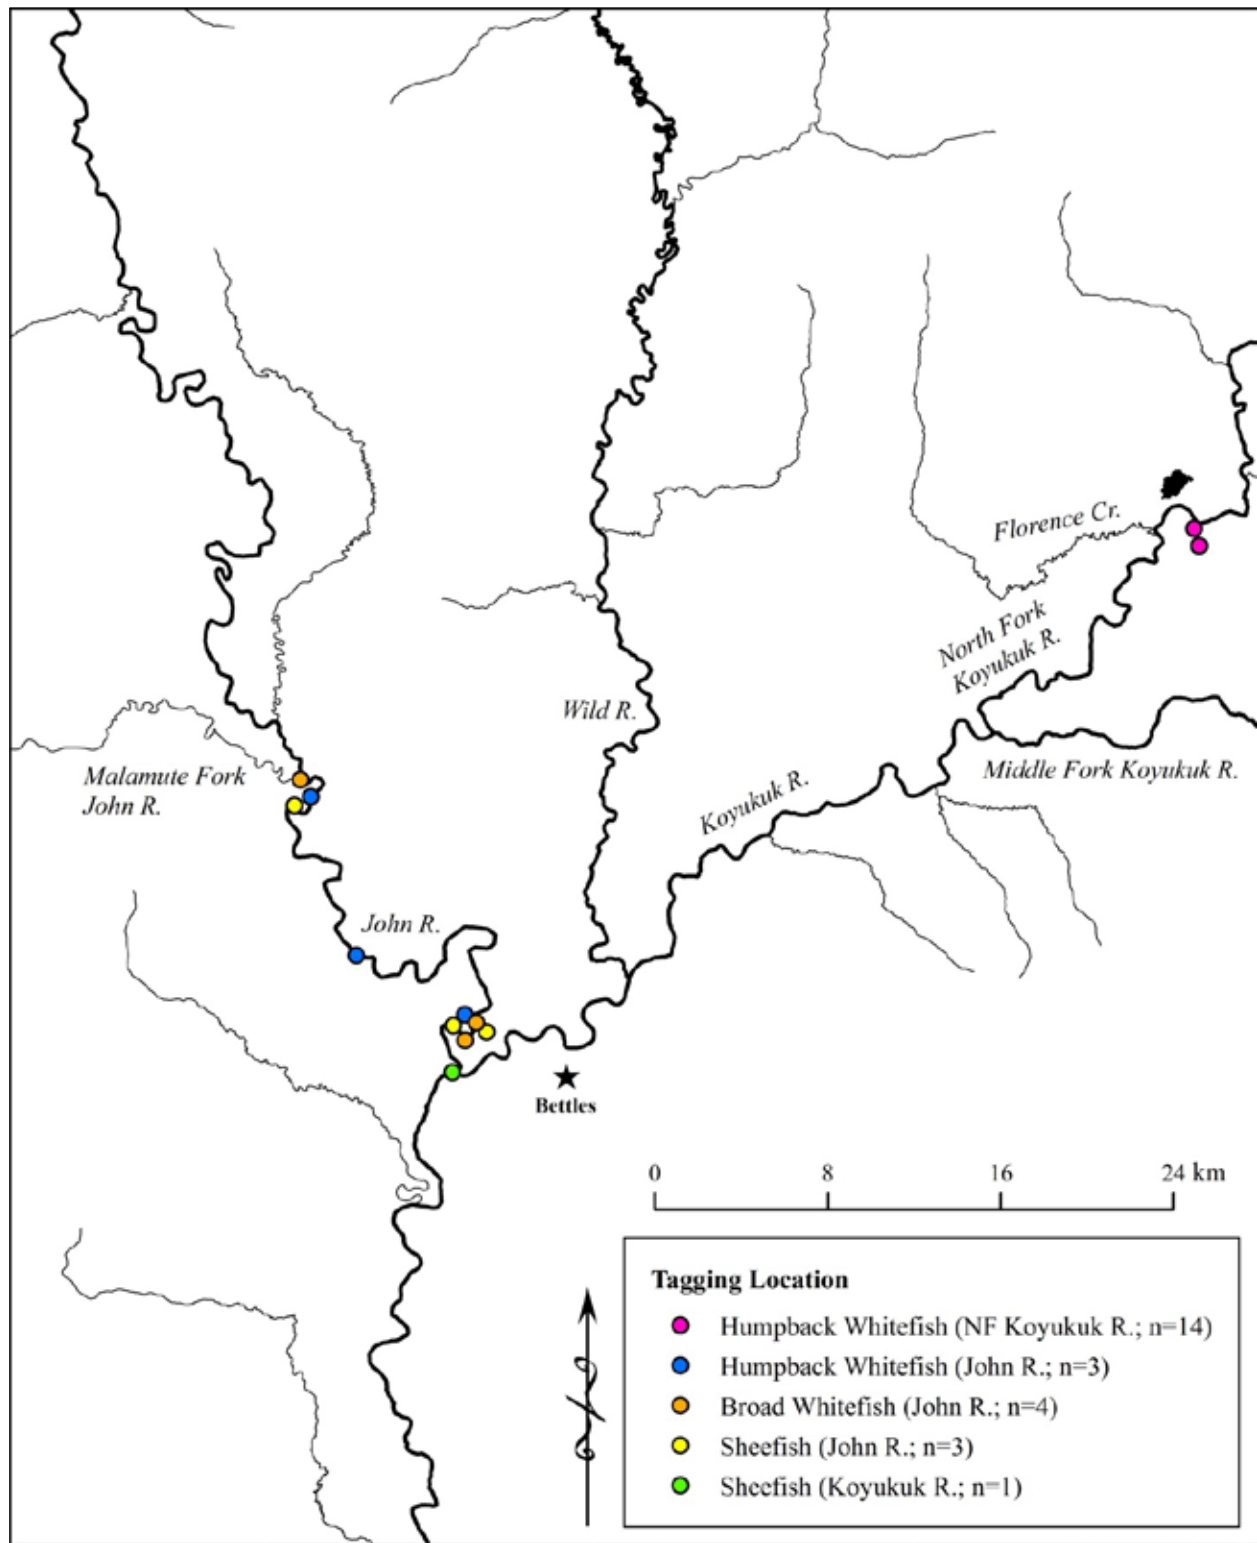 Florence Cr.
North Fork
Koyukuk R.
Wild R.
Malamute Fork
John R.
Middle Fork Koyukuk R.
Koyukuk R.
John R.
Bettles
0 8 16 24 km
Tagging Location
Humpback Whitefish (NF Koyukuk R.; n=14)
Humpback Whitefish (John R.; n=3)
Broad Whitefish (John R.; n=4)
Sheefish (John R.; n=3)
Sheefish (Koyukuk R.; n=1)